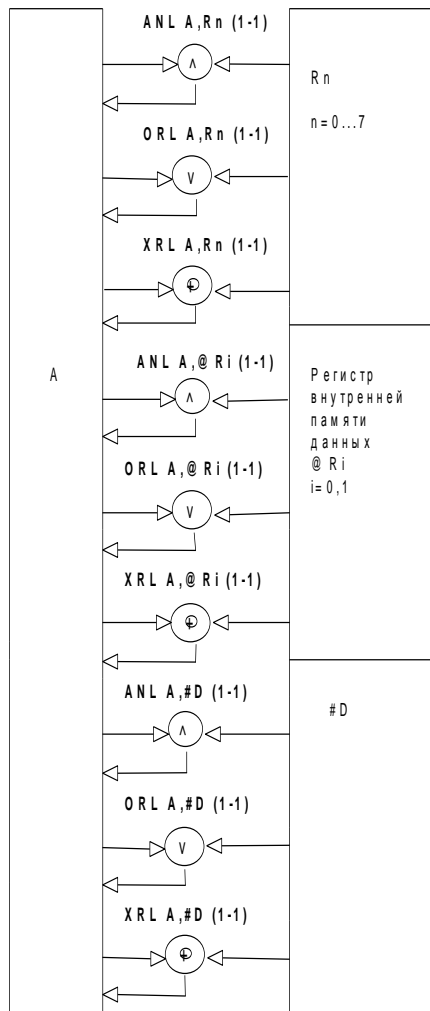 ANL A,Rn (1-1)
Rn
n=0...7
ʌ
ORL A,Rn (1-1)
v
XRL A,Rn (1-1)
A
ANL A,@Ri (1-1)
Регистр
внутренней
памяти
данных
@Ri
i=0,1
ʌ
ORL A,@Ri (1-1)
v
XRL A,@Ri (1-1)
ANL A,#D (1-1)
#D
ʌ
ORL A,#D (1-1)
v
XRL A,#D (1-1)